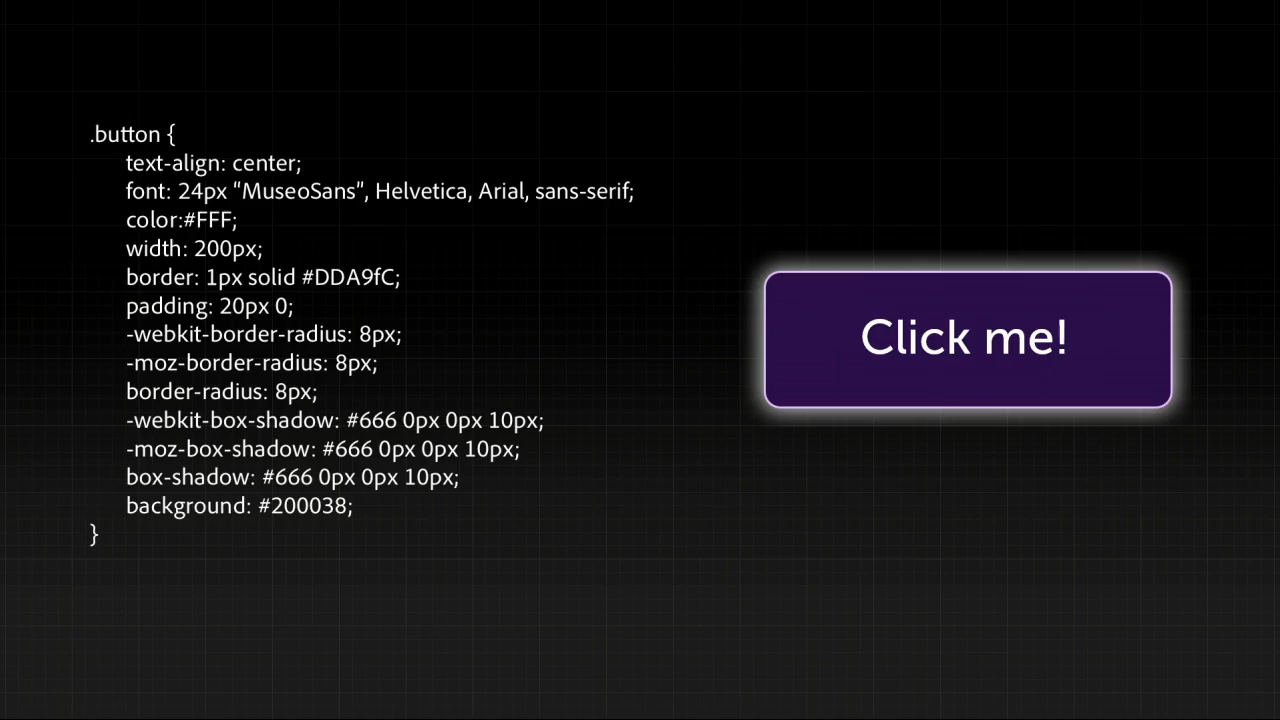 .button {
text-align: center;
font: 24px “MuseoSans”, Helvetica, Arial, sans-serif;
color:#FFF;
width: 200px;
border: 1px solid #DDA9fC;
padding: 20px 0;
-webkit-border-radius: 8px;
-moz-border-radius: 8px;
border-radius: 8px;
-webkit-box-shadow: #666 0px 0px 10px;
-moz-box-shadow: #666 0px 0px 10px;
box-shadow: #666 0px 0px 10px;
background: #200038;
}
Click me!